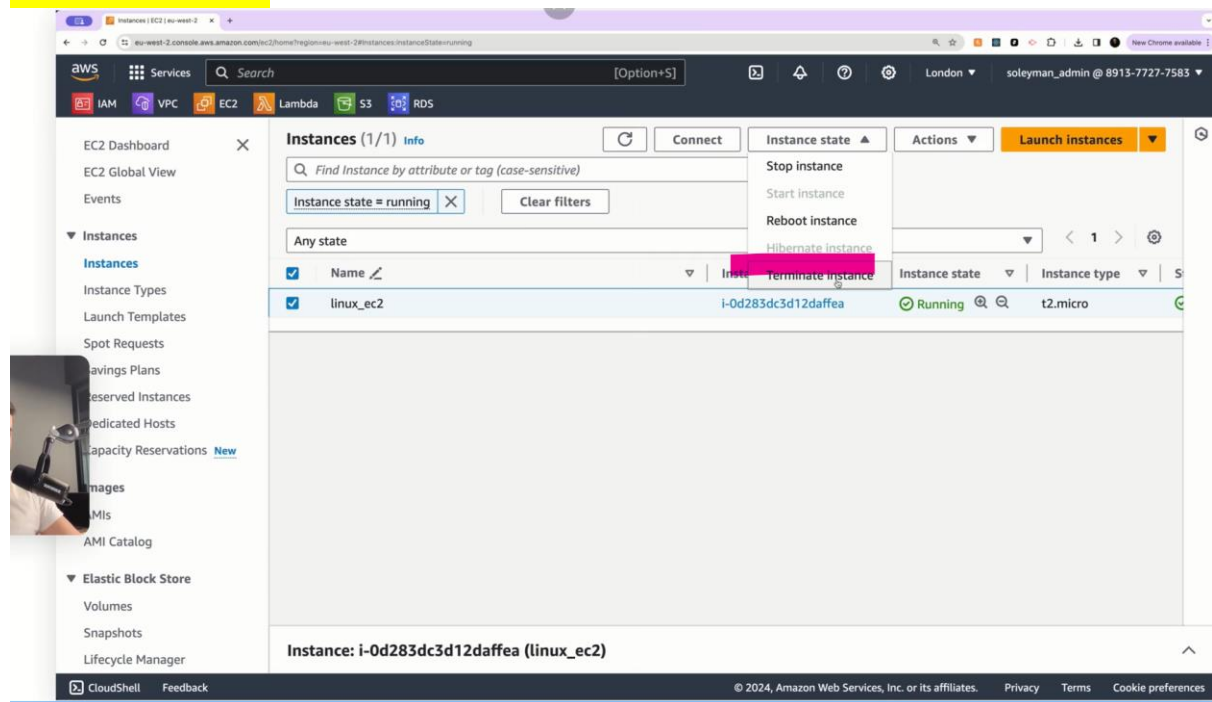 Instances | EC2 | eu-west-2
eu-west-2.console.aws.amazon.com/ec2/home?region=eu-west-2#Instances:instanceState=running
New Chrome available
aws Services Search [Option+S] London ▼ soleyman_admin @ 8913-7727-7583 ▼
IAM VPC EC2 Lambda S3 RDS
EC2 Dashboard
EC2 Global View
Events
Instances
Instances
Instance Types
Launch Templates
Spot Requests
avings Plans
eserved Instances
edicated Hosts
apacity Reservations New
mages
AMIs
AMI Catalog
Elastic Block Store
Volumes
Snapshots
Lifecycle Manager
Instances (1/1) Info Connect Instance state ▲ Actions ▼ Launch instances ▼
Find Instance by attribute or tag (case-sensitive)
Instance state = running Clear filters
Any state
< 1 >
Stop instance
Start instance
Reboot instance
Hibernate instance
Terminate instance
Name Insta Instance state Instance type S
linux_ec2 i-0d283dc3d12daffea Running t2.micro
Instance: i-0d283dc3d12daffea (linux_ec2)
CloudShell Feedback © 2024, Amazon Web Services, Inc. or its affiliates. Privacy Terms Cookie preferences